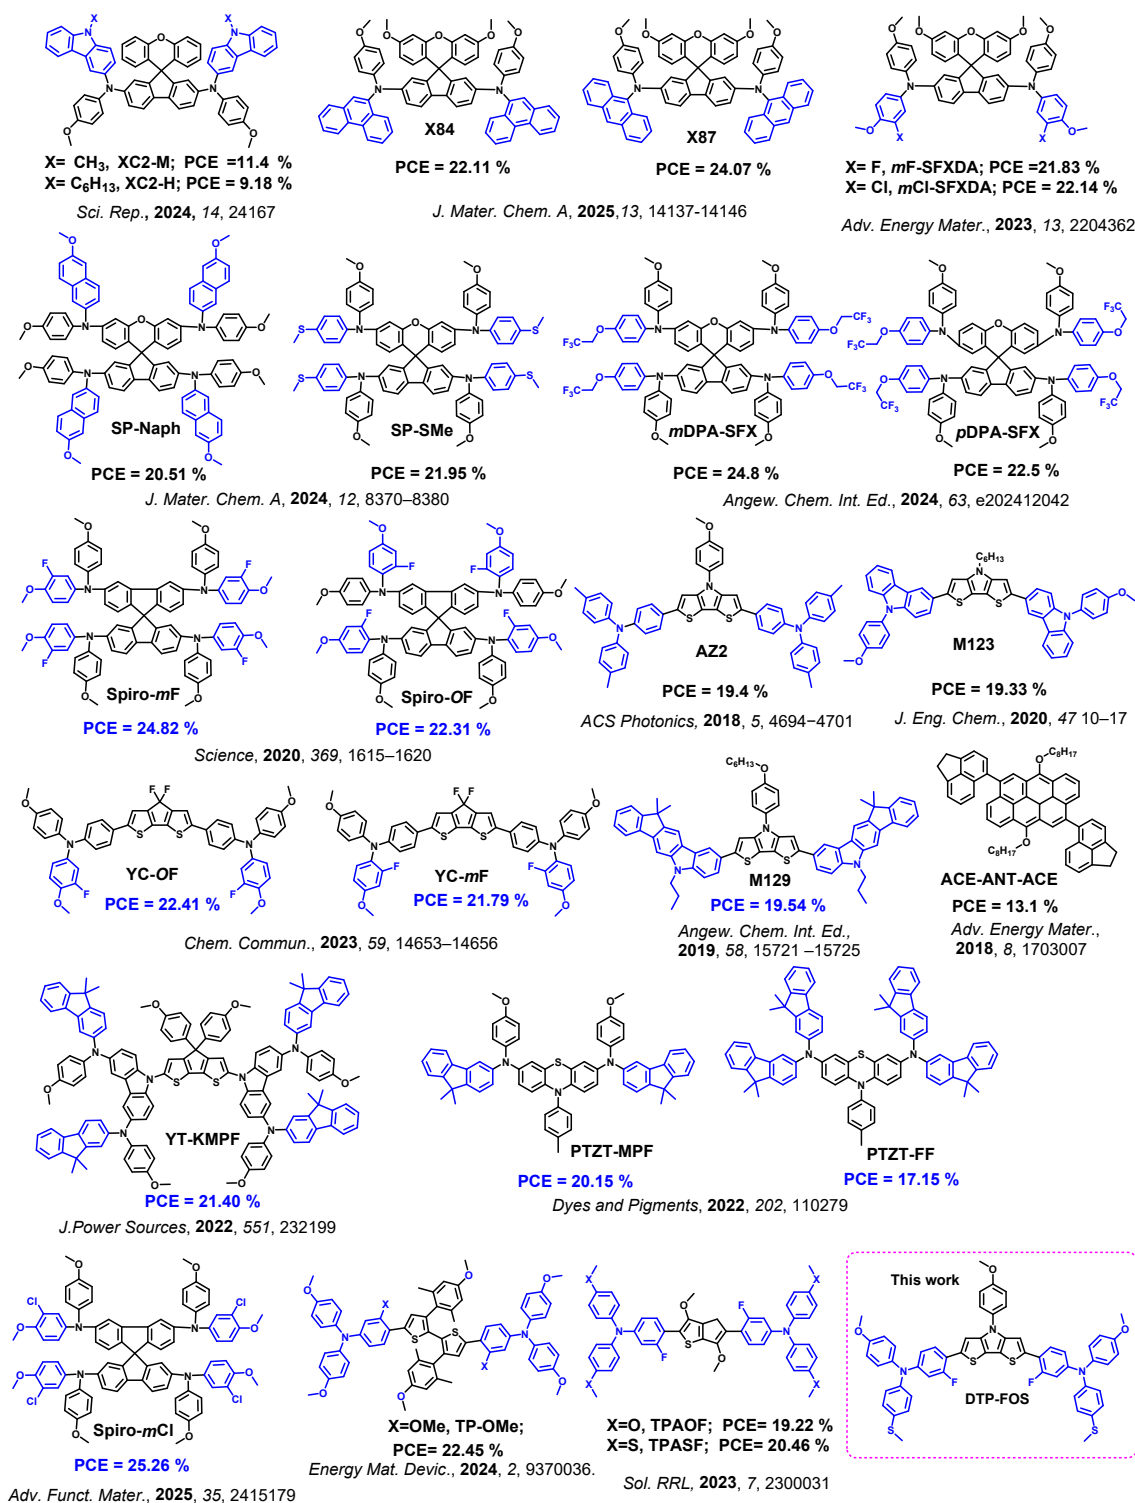 X= CH3, XC2-M; PCE =11.4 %
X= C6H13, XC2-H; PCE = 9.18 %
Sci. Rep., 2024, 14, 24167
X84
PCE = 22.11 %
X87
PCE = 24.07 %
J. Mater. Chem. A, 2025,13, 14137-14146
X= F, mF-SFXDA; PCE =21.83 %
X= Cl, mCl-SFXDA; PCE = 22.14 %
Adv. Energy Mater., 2023, 13, 2204362
SP-Naph
PCE = 20.51 %
SP-SMe
PCE = 21.95 %
J. Mater. Chem. A, 2024, 12, 8370–8380
mDPA-SFX
PCE = 24.8 %
pDPA-SFX
PCE = 22.5 %
Angew. Chem. Int. Ed., 2024, 63, e202412042
Spiro-mF
PCE = 24.82 %
Spiro-OF
PCE = 22.31 %
Science, 2020, 369, 1615–1620
AZ2
PCE = 19.4 %
ACS Photonics, 2018, 5, 4694−4701
C6H13
M123
PCE = 19.33 %
J. Eng. Chem., 2020, 47 10–17
YC-OF
PCE = 22.41 %
YC-mF
PCE = 21.79 %
Chem. Commun., 2023, 59, 14653–14656
C6H13
M129
PCE = 19.54 %
Angew. Chem. Int. Ed.,
2019, 58, 15721 –15725
C8H17
C8H17
ACE-ANT-ACE
PCE = 13.1 %
Adv. Energy Mater.,
2018, 8, 1703007
YT-KMPF
PCE = 21.40 %
J.Power Sources, 2022, 551, 232199
PTZT-MPF
PCE = 20.15 %
PTZT-FF
PCE = 17.15 %
Dyes and Pigments, 2022, 202, 110279
Spiro-mCl
PCE = 25.26 %
Adv. Funct. Mater., 2025, 35, 2415179
X=OMe, TP-OMe;
PCE= 22.45 %
Energy Mat. Devic., 2024, 2, 9370036.
X=O, TPAOF; PCE= 19.22 %
X=S, TPASF; PCE= 20.46 %
Sol. RRL, 2023, 7, 2300031
This work
DTP-FOS